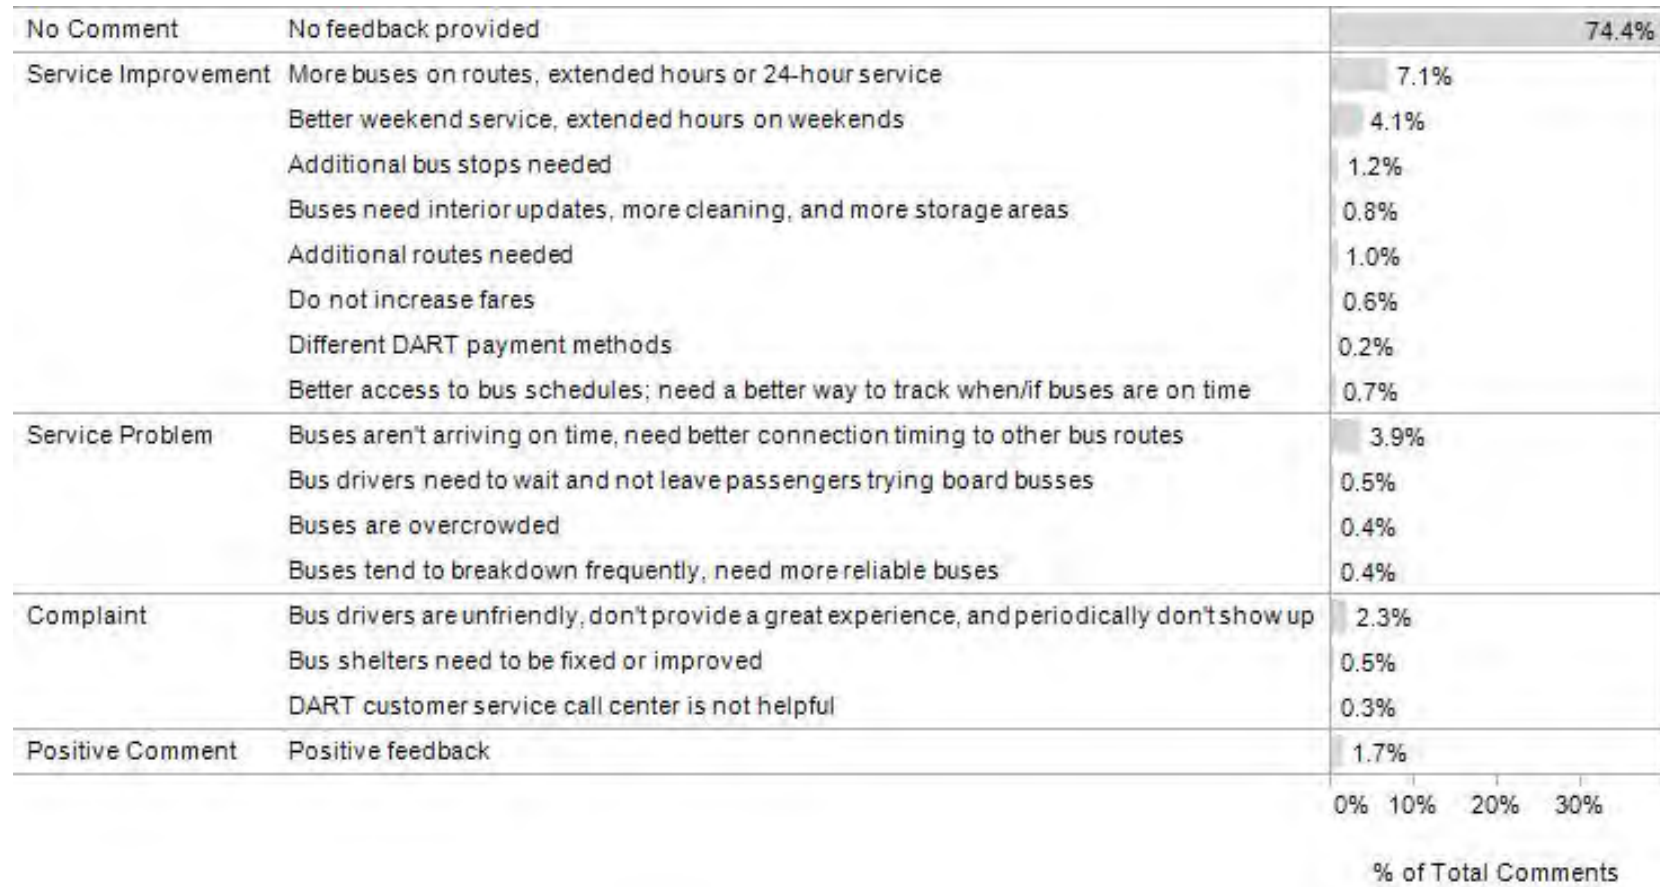 No Comment No feedback provided 74.4%
Service Improvement More buses on routes, extended hours or 24-hour service 7.1%
Better weekend service, extended hours on weekends 4.1%
Additional bus stops needed 1.2%
Buses need interior updates, more cleaning, and more storage areas 0.8%
Additional routes needed 1.0%
Do not increase fares 0.6%
Different DART payment methods 0.2%
Better access to bus schedules; need a better way to track when/if buses are on time 0.7%
Service Problem Buses aren't arriving on time, need better connection timing to other bus routes 3.9%
Bus drivers need to wait and not leave passengers trying board busses 0.5%
Buses are overcrowded 0.4%
Buses tend to breakdown frequently, need more reliable buses 0.4%
Complaint Bus drivers are unfriendly, don't provide a great experience, and periodically don't show up 2.3%
Bus shelters need to be fixed or improved 0.5%
DART customer service call center is not helpful 0.3%
Positive Comment Positive feedback 1.7%
0% 10% 20% 30%
% of Total Comments